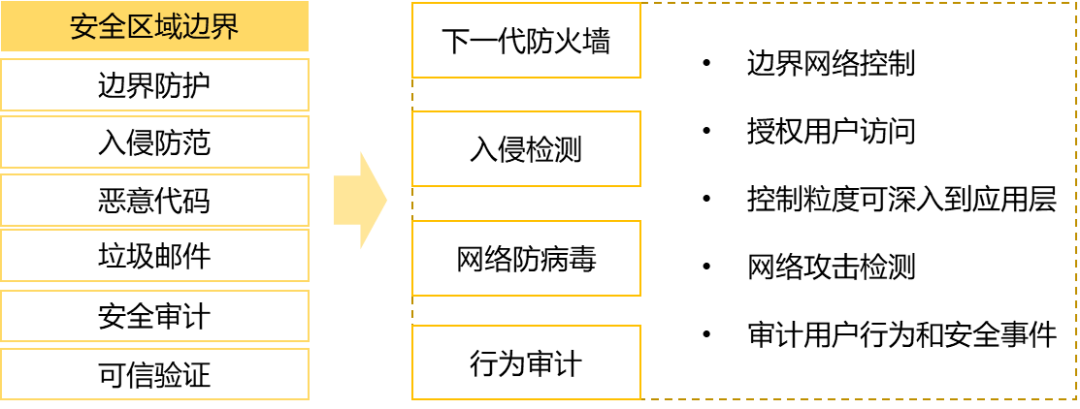 安全区域边界
边界防护
入侵防范
恶意代码
垃圾邮件
安全审计
可信验证
下一代防火墙
入侵检测
网络防病毒
行为审计
• 边界网络控制
• 授权用户访问
• 控制粒度可深入到应用层
• 网络攻击检测
• 审计用户行为和安全事件